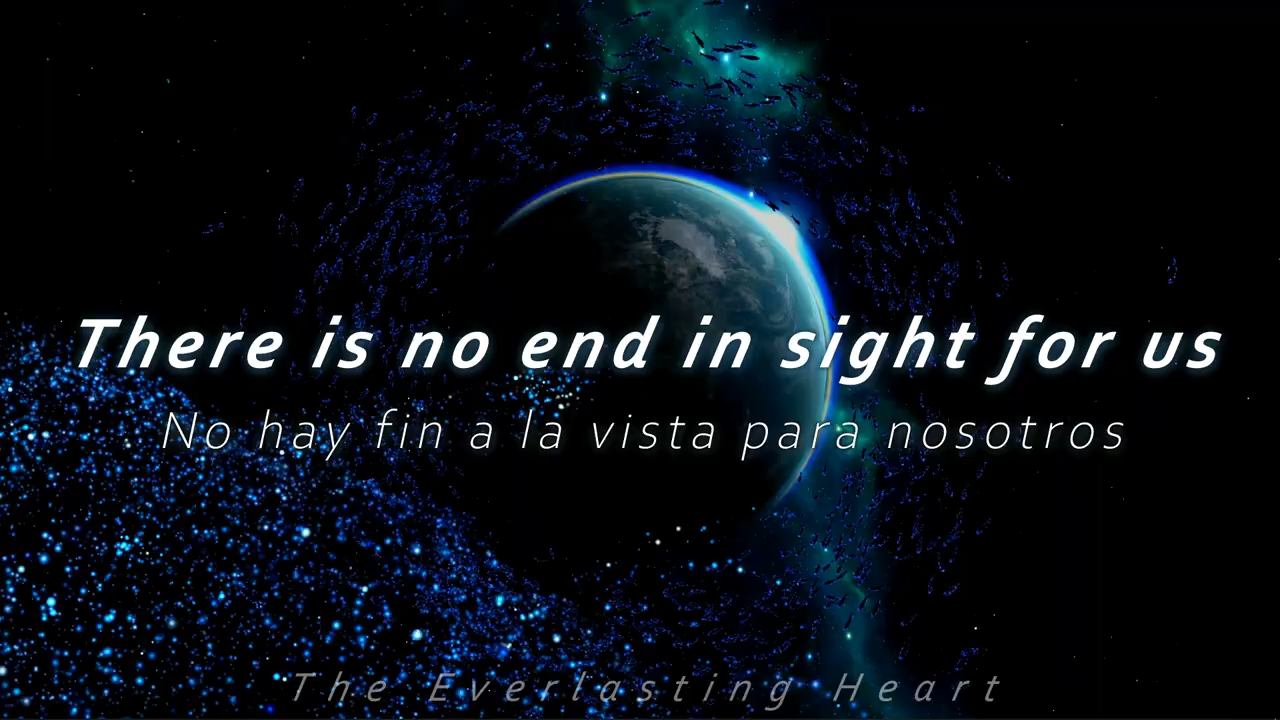 There is no end in sight for us
No hay fin a la vista para nosotros
The Everlasting Heart